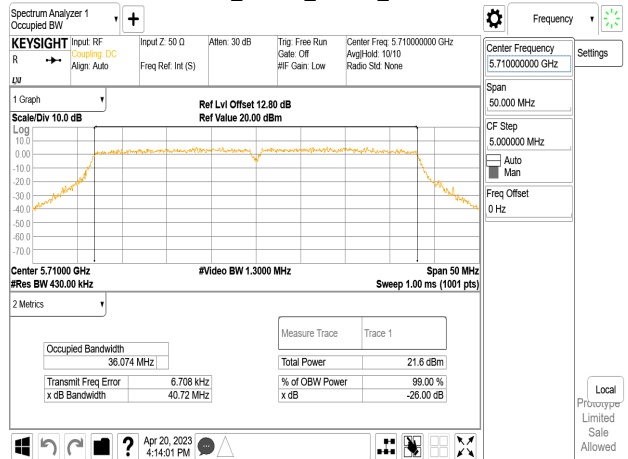 Spectrum Analyzer 1
Occupied BW
Frequency
KEYSIGHT
Input: RF
Coupling: DC
Align: Auto
Input Z: 50 Ω
Freq Ref: Int (S)
Atten: 30 dB
Trig: Free Run
Gate: Off
#IF Gain: Low
Center Freq: 5.710000000 GHz
Avg|Hold: 10/10
Radio Std: None
R
LXI
Center Frequency
5.710000000 GHz
Settings
Span
50.000 MHz
CF Step
5.000000 MHz
Auto
Man
Freq Offset
0 Hz
1 Graph
Scale/Div 10.0 dB
Ref Lvl Offset 12.80 dB
Ref Value 20.00 dBm
Log
10.0
0.00
-10.0
-20.0
-30.0
-40.0
-50.0
-60.0
-70.0
Center 5.71000 GHz
#Res BW 430.00 kHz
#Video BW 1.3000 MHz
Span 50 MHz
Sweep 1.00 ms (1001 pts)
2 Metrics
Measure Trace
Trace 1
Occupied Bandwidth
36.074 MHz
Total Power
21.6 dBm
Transmit Freq Error
6.708 kHz
% of OBW Power
99.00 %
x dB Bandwidth
40.72 MHz
x dB
-26.00 dB
Local
Prototype
Limited
Sale
Allowed
?
Apr 20, 2023
4:14:01 PM